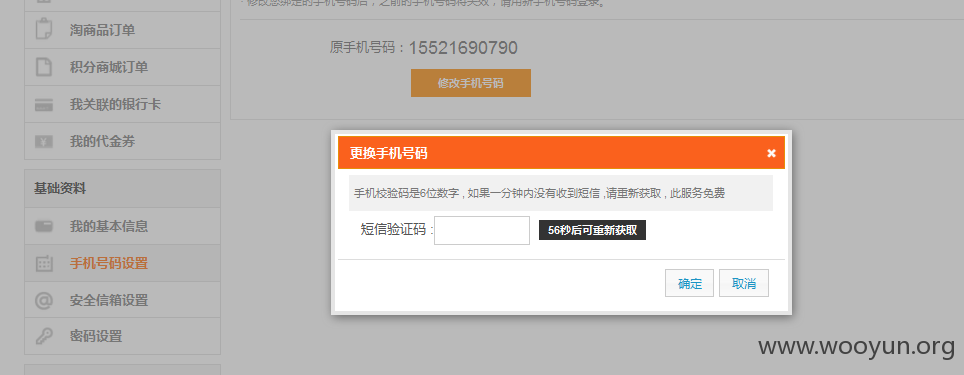 · 修改您绑定的手机号码后，之前的手机号码将失效，请用新手机号码登录。
淘商品订单
原手机号码：15521690790
积分商城订单
修改手机号码
我关联的银行卡
我的代金券
更换手机号码 ×
基础资料
手机校验码是6位数字 , 如果一分钟内没有收到短信 ,请重新获取 , 此服务免费
我的基本信息
短信验证码 : 56秒后可重新获取
手机号码设置
确定 取消
安全信箱设置
密码设置
www.wooyun.org